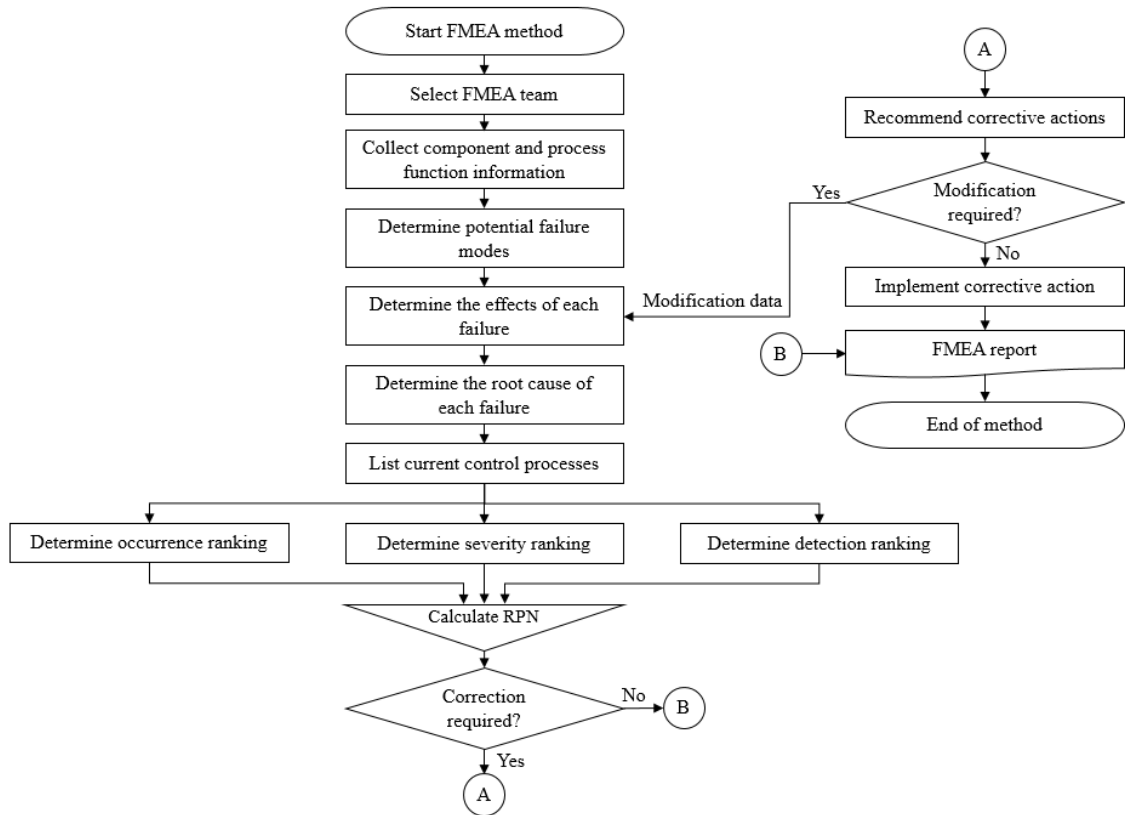 Start FMEA method
Select FMEA team
Collect component and process
function information
Determine potential failure
modes
Determine the effects of each
failure
Determine the root cause of
each failure
List current control processes
Determine occurrence ranking
Determine severity ranking
Determine detection ranking
Calculate RPN
Correction
required?
No
B
Yes
A
A
Recommend corrective actions
Modification
required?
Yes
Modification data
No
Implement corrective action
B
FMEA report
End of method